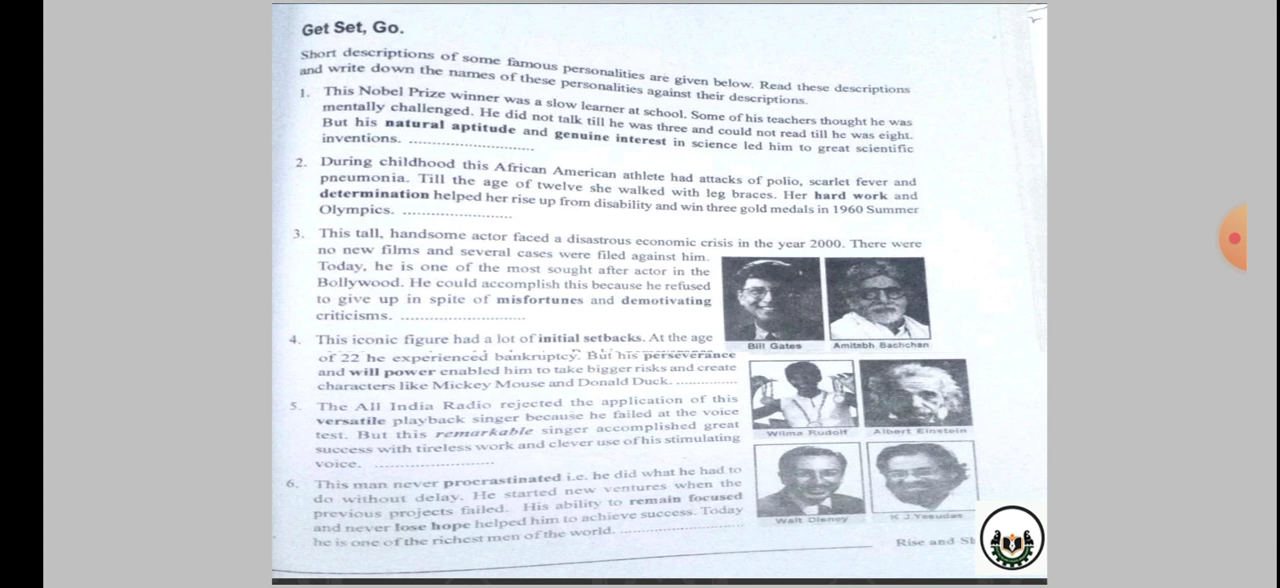 Get Set, Go.
Short descriptions of some famous personalities are given below. Read these descriptions
and write down the names of these personalities against their descriptions.
1. This Nobel Prize winner was a slow learner at school. Some of his teachers thought he was
mentally challenged. He did not talk till he was three and could not read till he was eight.
But his natural aptitude and genuine interest in science led him to great scientific
inventions. ..............................
2. During childhood this African American athlete had attacks of polio, scarlet fever and
pneumonia. Till the age of twelve she walked with leg braces. Her hard work and
determination helped her rise up from disability and win three gold medals in 1960 Summer
Olympics. ..........................
3. This tall, handsome actor faced a disastrous economic crisis in the year 2000. There were
no new films and several cases were filed against him.
Today, he is one of the most sought after actor in the
Bollywood. He could accomplish this because he refused
to give up in spite of misfortunes and demotivating
criticisms. ..............................
Bill Gates Amitabh Bachchan
4. This iconic figure had a lot of initial setbacks. At the age
of 22 he experienced bankruptcy. But his perseverance
and will power enabled him to take bigger risks and create
characters like Mickey Mouse and Donald Duck. ...............
5. The All India Radio rejected the application of this
versatile playback singer because he failed at the voice
test. But this remarkable singer accomplished great
success with tireless work and clever use of his stimulating
voice. ..............................
Wilma Rudolf Albert Einstein
6. This man never procrastinated i.e. he did what he had to
do without delay. He started new ventures when the
previous projects failed. His ability to remain focused
and never lose hope helped him to achieve success. Today
he is one of the richest men of the world. ..............................
Walt Disney K J Yesudas
Rise and